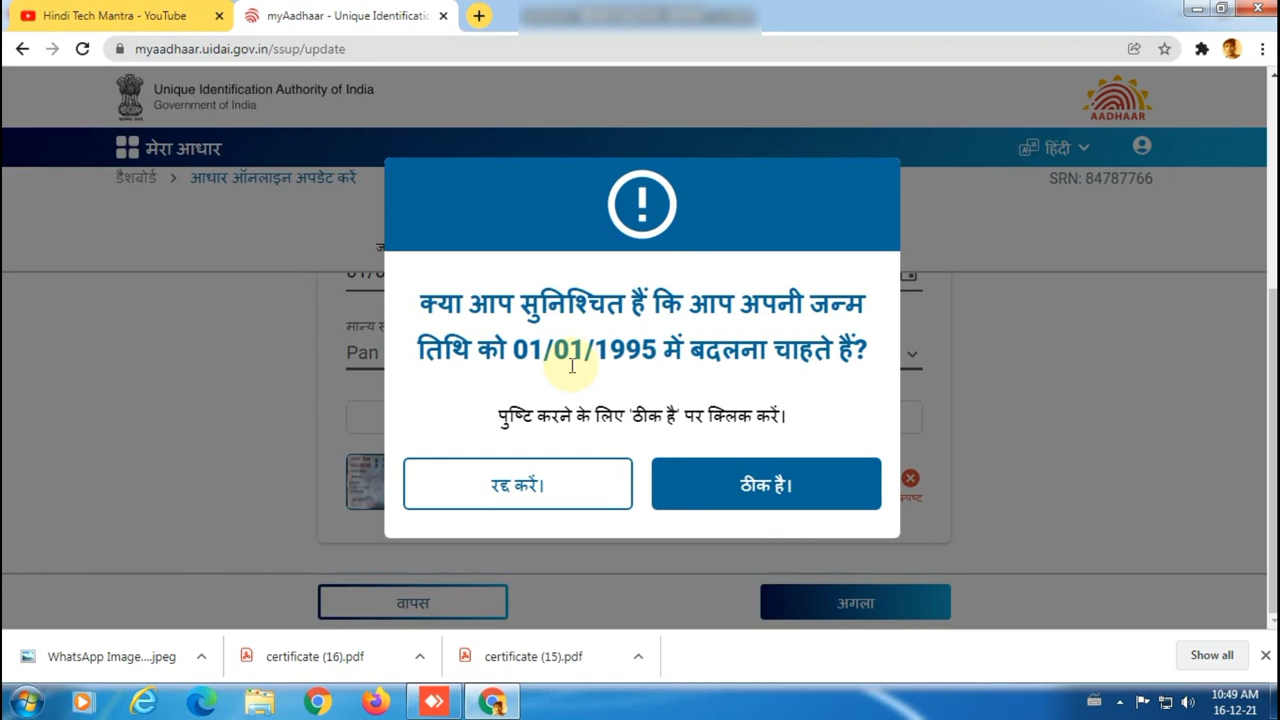 Hindi Tech Mantra - YouTube
myAadhaar - Unique Identificatio
myaadhaar.uidai.gov.in/ssup/update
Unique Identification Authority of India
Government of India
AADHAAR
मेरा आधार
हिंदी
डैशबोर्ड > आधार ऑनलाइन अपडेट करें
SRN: 84787766
क्या आप सुनिश्चित हैं कि आप अपनी जन्म
तिथि को 01/01/1995 में बदलना चाहते हैं?
मान्य स
Pan
पुष्टि करने के लिए 'ठीक है' पर क्लिक करें।
रद्द करें।
ठीक है।
वापस
अगला
WhatsApp Image....jpeg
certificate (16).pdf
certificate (15).pdf
Show all
10:49 AM
16-12-21